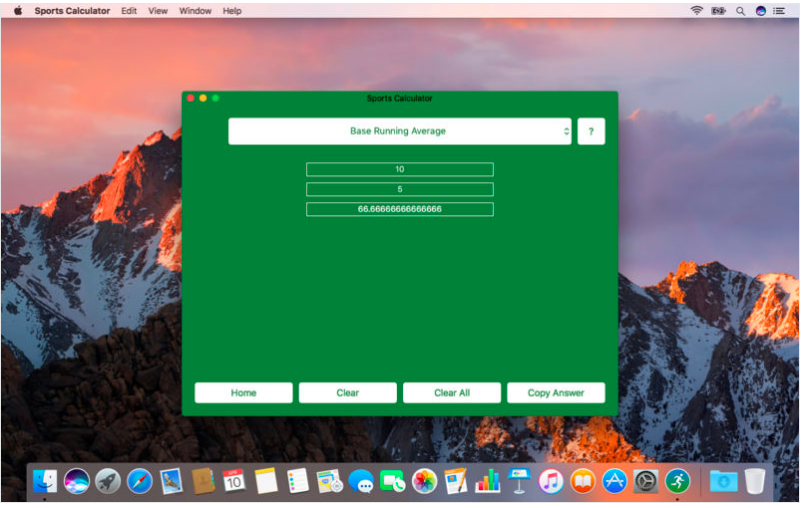 Sports Calculator Edit View Window Help
Sports Calculator
Base Running Average ?
10
5
66.66666666666666
Home Clear Clear All Copy Answer
10